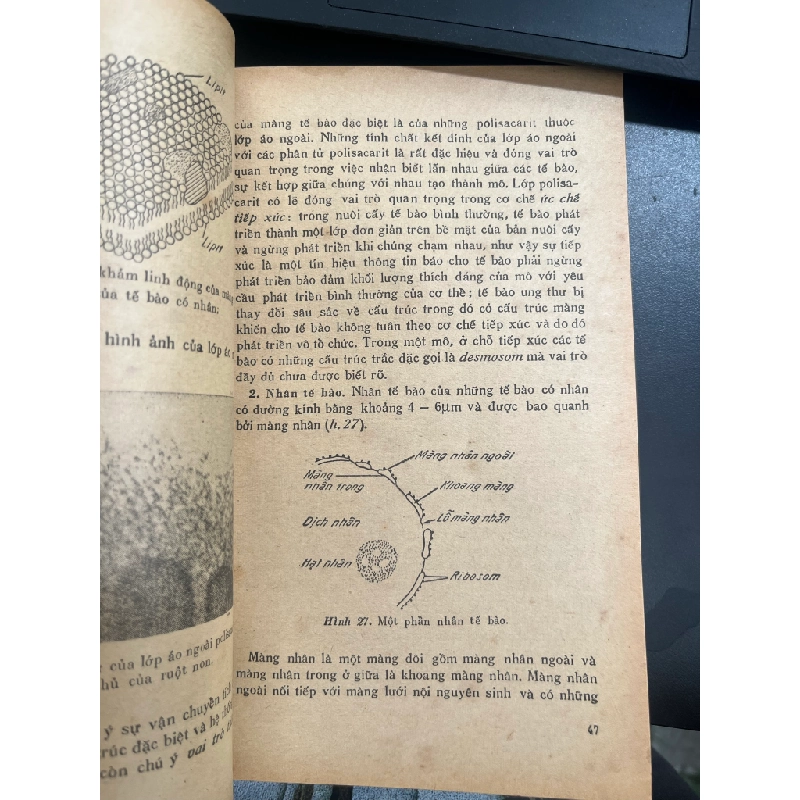 Lipit
Lipit
khảm linh động của
của tế bào có nhân.
hình ảnh của lớp áo
của lớp áo ngoài
hủ của ruột non.
ý sự vận chuyển
trúc đặc biệt và hệ
còn chú ý vai trò
của màng tế bào đặc biệt là của những polisacarit thuộc
lớp áo ngoài. Những tính chất kết dính của lớp áo ngoài
với các phân tử polisacarit là rất đặc hiệu và đóng vai trò
quan trọng trong việc nhận biết lẫn nhau giữa các tế bào,
sự kết hợp giữa chúng với nhau tạo thành mô. Lớp polisa-
carit có lẽ đóng vai trò quan trọng trong cơ chế ức chế
tiếp xúc: trong nuôi cấy tế bào bình thường, tế bào phát
triển thành một lớp đơn giản trên bề mặt của bản nuôi cấy
và ngừng phát triển khi chúng chạm nhau, như vậy sự tiếp
xúc là một tín hiệu thông tin báo cho tế bào phải ngừng
phát triển bảo đảm khối lượng thích đáng của mô với yêu
cầu phát triển bình thường của cơ thể; tế bào ung thư bị
thay đổi sâu sắc về cấu trúc trong đó có cấu trúc màng
khiến cho tế bào không tuân theo cơ chế tiếp xúc và do đó
phát triển vô tổ chức. Trong một mô, ở chỗ tiếp xúc các tế
bào có những cấu trúc trắc đặc gọi là desmosom mà vai trò
đầy đủ chưa được biết rõ.
2. Nhân tế bào. Nhân tế bào của những tế bào có nhân
có đường kính bằng khoảng 4 — 6µm và được bao quanh
bởi màng nhân (h. 27).
Màng nhân ngoài
Màng
nhân trong
Khoang màng
Dịch nhân
Lỗ màng nhân
Hạt nhân
Ribosom
Hình 27. Một phần nhân tế bào.
Màng nhân là một màng đôi gồm màng nhân ngoài và
màng nhân trong ở giữa là khoang màng nhân. Màng nhân
ngoài nối tiếp với màng lưới nội nguyên sinh và có những
47